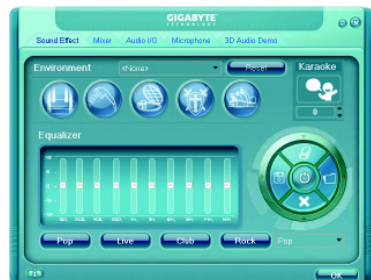 GIGABYTE
TECHNOLOGY
Sound Effect Mixer Audio I/O Microphone 3D Audio Demo
Environment <None> Reset Karaoke
0
Equalizer
Pop Live Club Rock Pop
OK